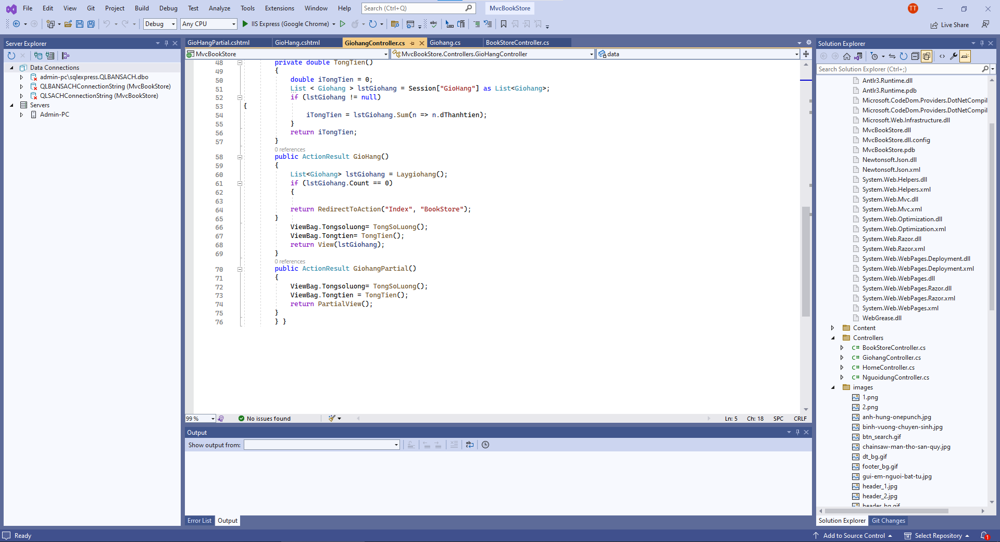 File Edit View Git Project Build Debug Test Analyze Tools Extensions Window Help Search (Ctrl+Q) MvcBookStore TT
Debug Any CPU IIS Express (Google Chrome) Live Share
Server Explorer
Data Connections
admin-pc\sqlexpress.QLBANSACH.dbo
QLBANSACHConnectionString (MvcBookStore)
QLSACHConnectionString (MvcBookStore)
Servers
Admin-PC
GioHangPartial.cshtml GioHang.cshtml GiohangController.cs Giohang.cs BookStoreController.cs
MvcBookStore MvcBookStore.Controllers.GioHangController data
48 private double TongTien()
49 {
50 double iTongTien = 0;
51 List < Giohang > lstGiohang = Session["GioHang"] as List<Giohang>;
52 if (lstGiohang != null)
53 {
54 iTongTien = lstGiohang.Sum(n => n.dThanhtien);
55 }
56 return iTongTien;
57 }
0 references
58 public ActionResult GioHang()
59 {
60 List<Giohang> lstGiohang = Laygiohang();
61 if (lstGiohang.Count == 0)
62 {
63
64 return RedirectToAction("Index", "BookStore");
65 }
66 ViewBag.Tongsoluong= TongSoLuong();
67 ViewBag.Tongtien= TongTien();
68 return View(lstGiohang);
69 }
0 references
70 public ActionResult GiohangPartial()
71 {
72 ViewBag.Tongsoluong= TongSoLuong();
73 ViewBag.Tongtien = TongTien();
74 return PartialView();
75 }
76 } }
99 % No issues found Ln: 5 Ch: 18 SPC CRLF
Output
Show output from:
Error List Output
Solution Explorer
Search Solution Explorer (Ctrl+;)
Antlr3.Runtime.dll
Antlr3.Runtime.pdb
Microsoft.CodeDom.Providers.DotNetCompil
Microsoft.CodeDom.Providers.DotNetCompil
Microsoft.Web.Infrastructure.dll
MvcBookStore.dll
MvcBookStore.dll.config
MvcBookStore.pdb
Newtonsoft.Json.dll
Newtonsoft.Json.xml
System.Web.Helpers.dll
System.Web.Helpers.xml
System.Web.Mvc.dll
System.Web.Mvc.xml
System.Web.Optimization.dll
System.Web.Optimization.xml
System.Web.Razor.dll
System.Web.Razor.xml
System.Web.WebPages.Deployment.dll
System.Web.WebPages.Deployment.xml
System.Web.WebPages.dll
System.Web.WebPages.Razor.dll
System.Web.WebPages.Razor.xml
System.Web.WebPages.xml
WebGrease.dll
Content
Controllers
C# BookStoreController.cs
C# GiohangController.cs
C# HomeController.cs
C# NguoidungController.cs
images
1.png
2.png
anh-hung-onepunch.jpg
binh-vuong-chuyen-sinh.jpg
btn_search.gif
chainsaw-man-tho-san-quy.jpg
dt_bg.gif
footer_bg.gif
gui-em-nguoi-bat-tu.jpg
header_1.jpg
header_2.jpg
header_bg.gif
Solution Explorer Git Changes
Ready Add to Source Control Select Repository 1